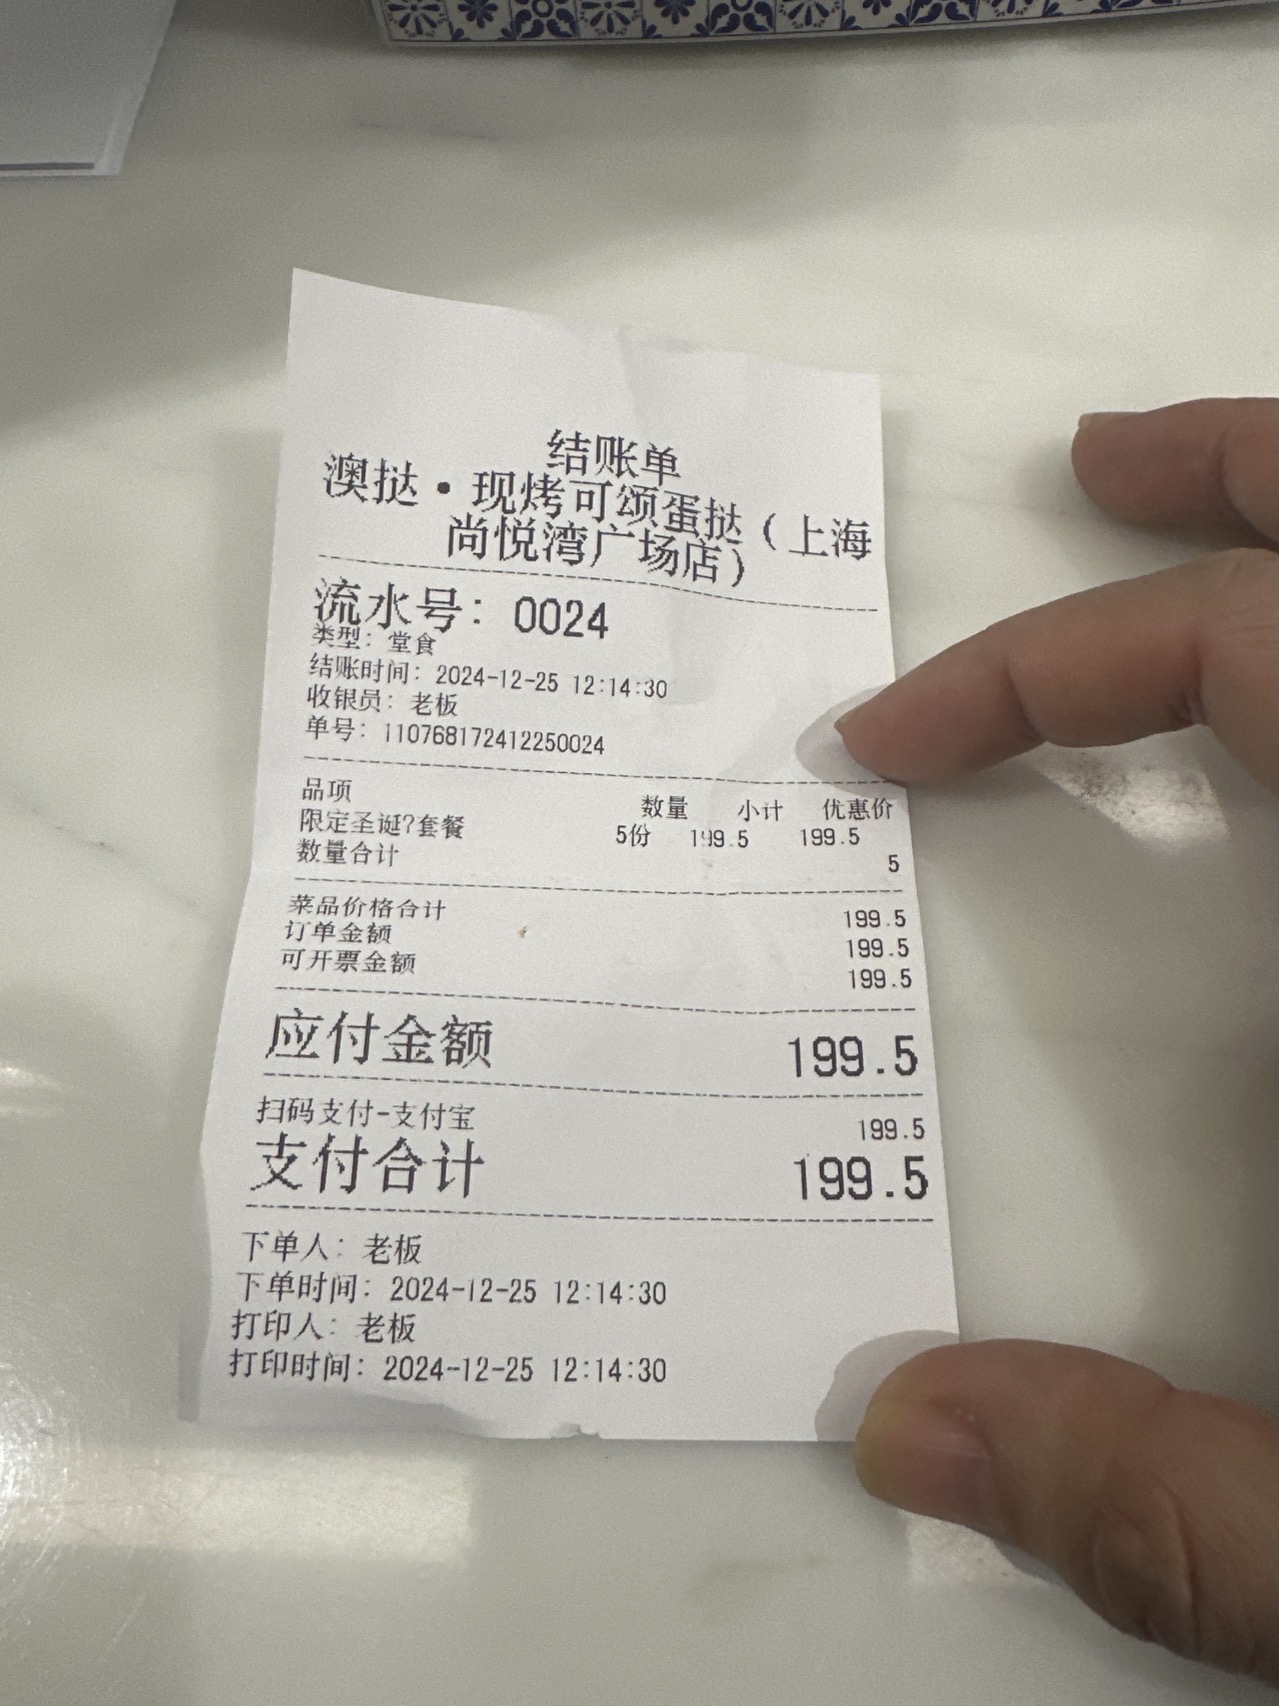 结账单
澳挞·现烤可颂蛋挞（上海
尚悦湾广场店）
流水号：0024
类型：堂食
结账时间：2024-12-25 12:14:30
收银员：老板
单号：110768172412250024
品项 数量 小计 优惠价
限定圣诞?套餐 5份 199.5 199.5
数量合计 5
菜品价格合计 199.5
订单金额 199.5
可开票金额 199.5
应付金额 199.5
扫码支付-支付宝 199.5
支付合计 199.5
下单人：老板
下单时间：2024-12-25 12:14:30
打印人：老板
打印时间：2024-12-25 12:14:30